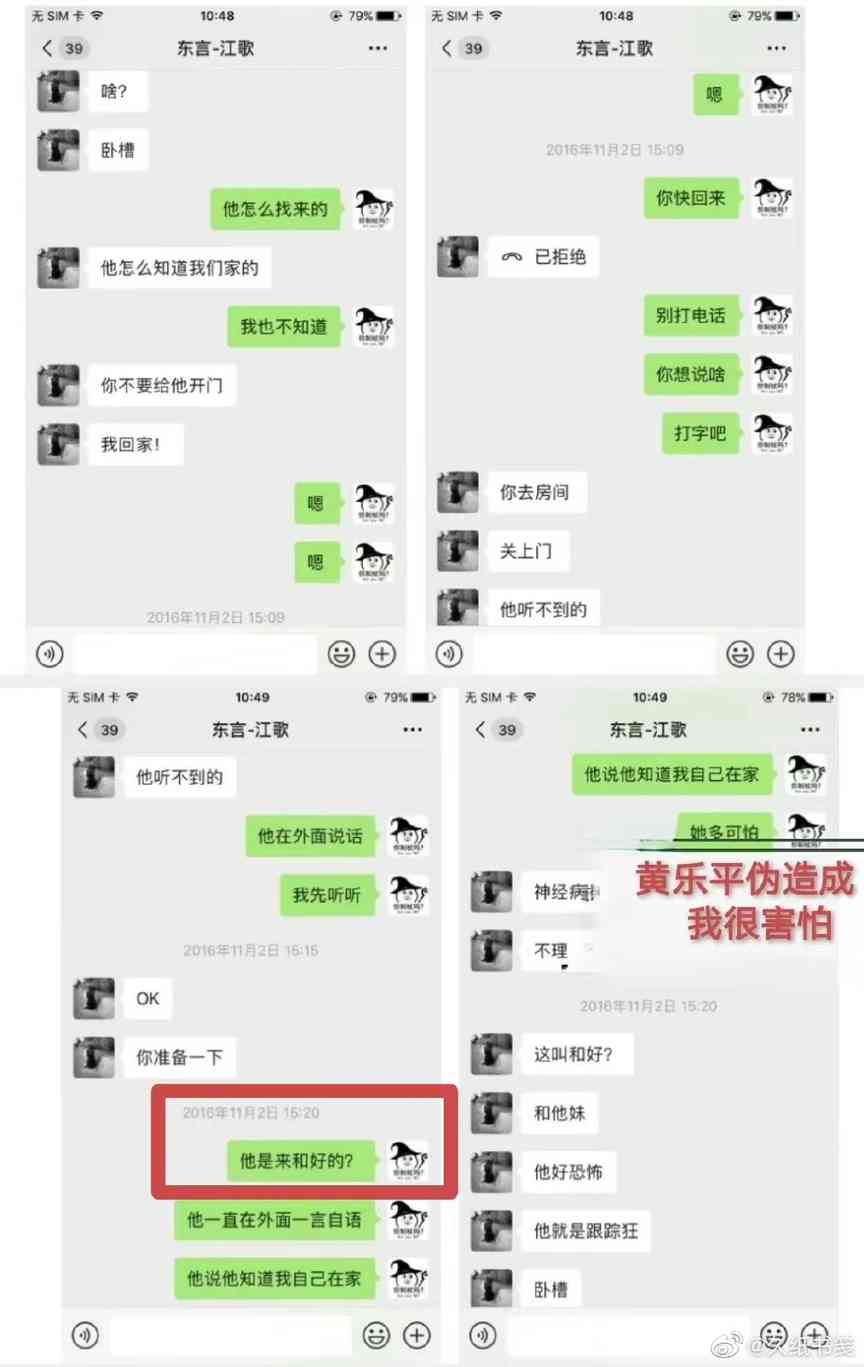 无 SIM 卡
10:48
79%
39
东言-江歌
啥?
卧槽
他怎么找来的
他怎么知道我们家的
我也不知道
你不要给他开门
我回家!
嗯
嗯
2016年11月2日 15:09
无 SIM 卡
10:48
79%
39
东言-江歌
嗯
2016年11月2日 15:09
你快回来
已拒绝
别打电话
你想说啥
打字吧
你去房间
关上门
他听不到的
无 SIM 卡
10:49
79%
39
东言-江歌
他听不到的
他在外面说话
我先听听
2016年11月2日 15:15
OK
你准备一下
2016年11月2日 15:20
他是来和好的?
他一直在外面一言自语
他说他知道我自己在家
无 SIM 卡
10:49
78%
39
东言-江歌
他说他知道我自己在家
她多可怕
黄乐平伪造成
我很害怕
神经病
不理
2016年11月2日 15:20
这叫和好?
和他妹
他好恐怖
他就是跟踪狂
卧槽